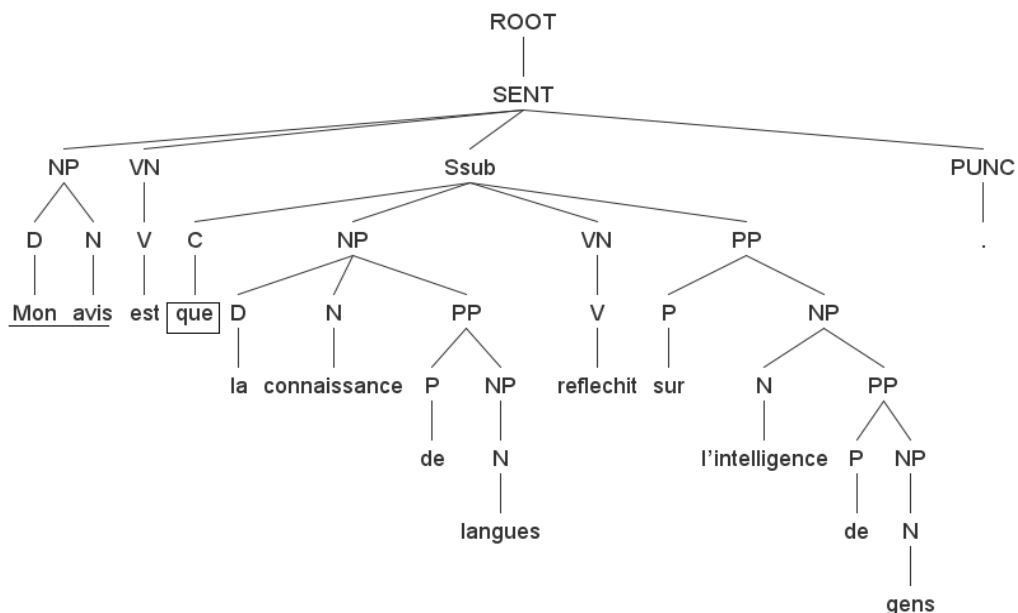 ROOT
SENT
NP VN Ssub PUNC
D N V C NP VN PP .
Mon avis est que D N PP V P NP
la connaissance P NP reflechit sur N PP
de N l'intelligence P NP
langues de N
gens